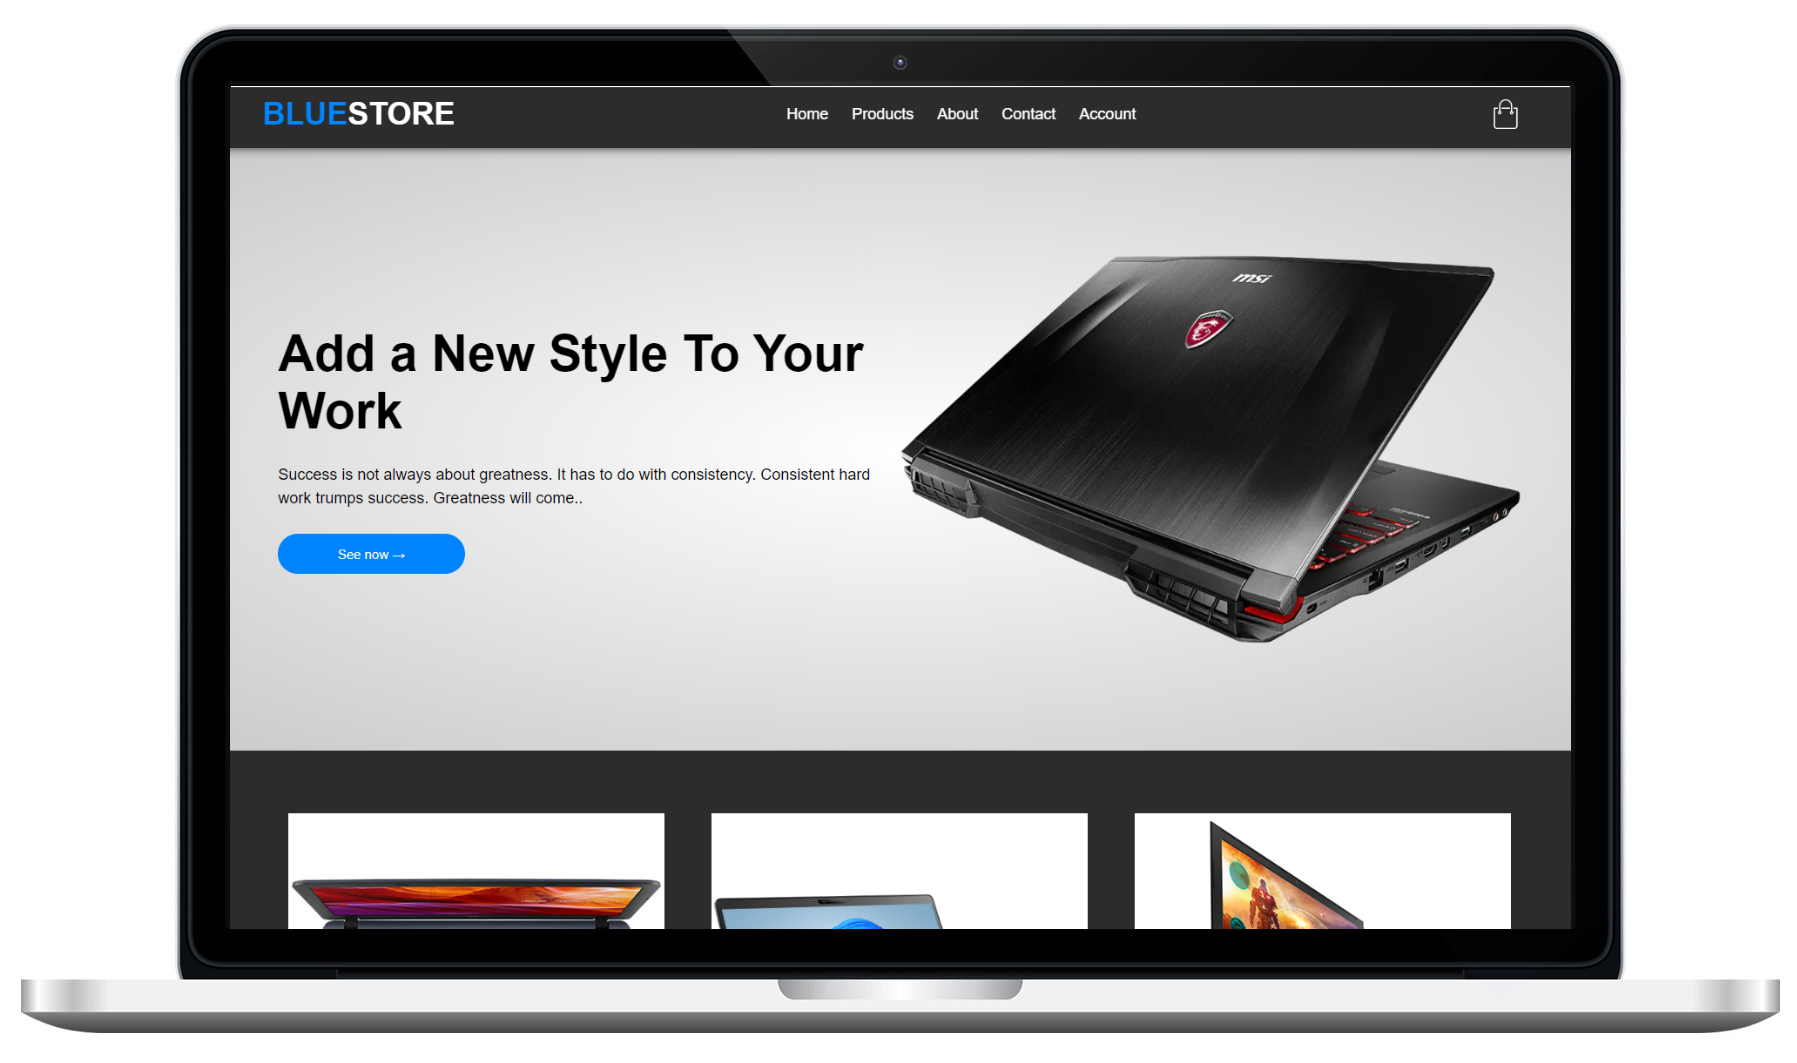 BLUESTORE
Home Products About Contact Account
msi
Add a New Style To Your
Work
Success is not always about greatness. It has to do with consistency. Consistent hard
work trumps success. Greatness will come..
See now →